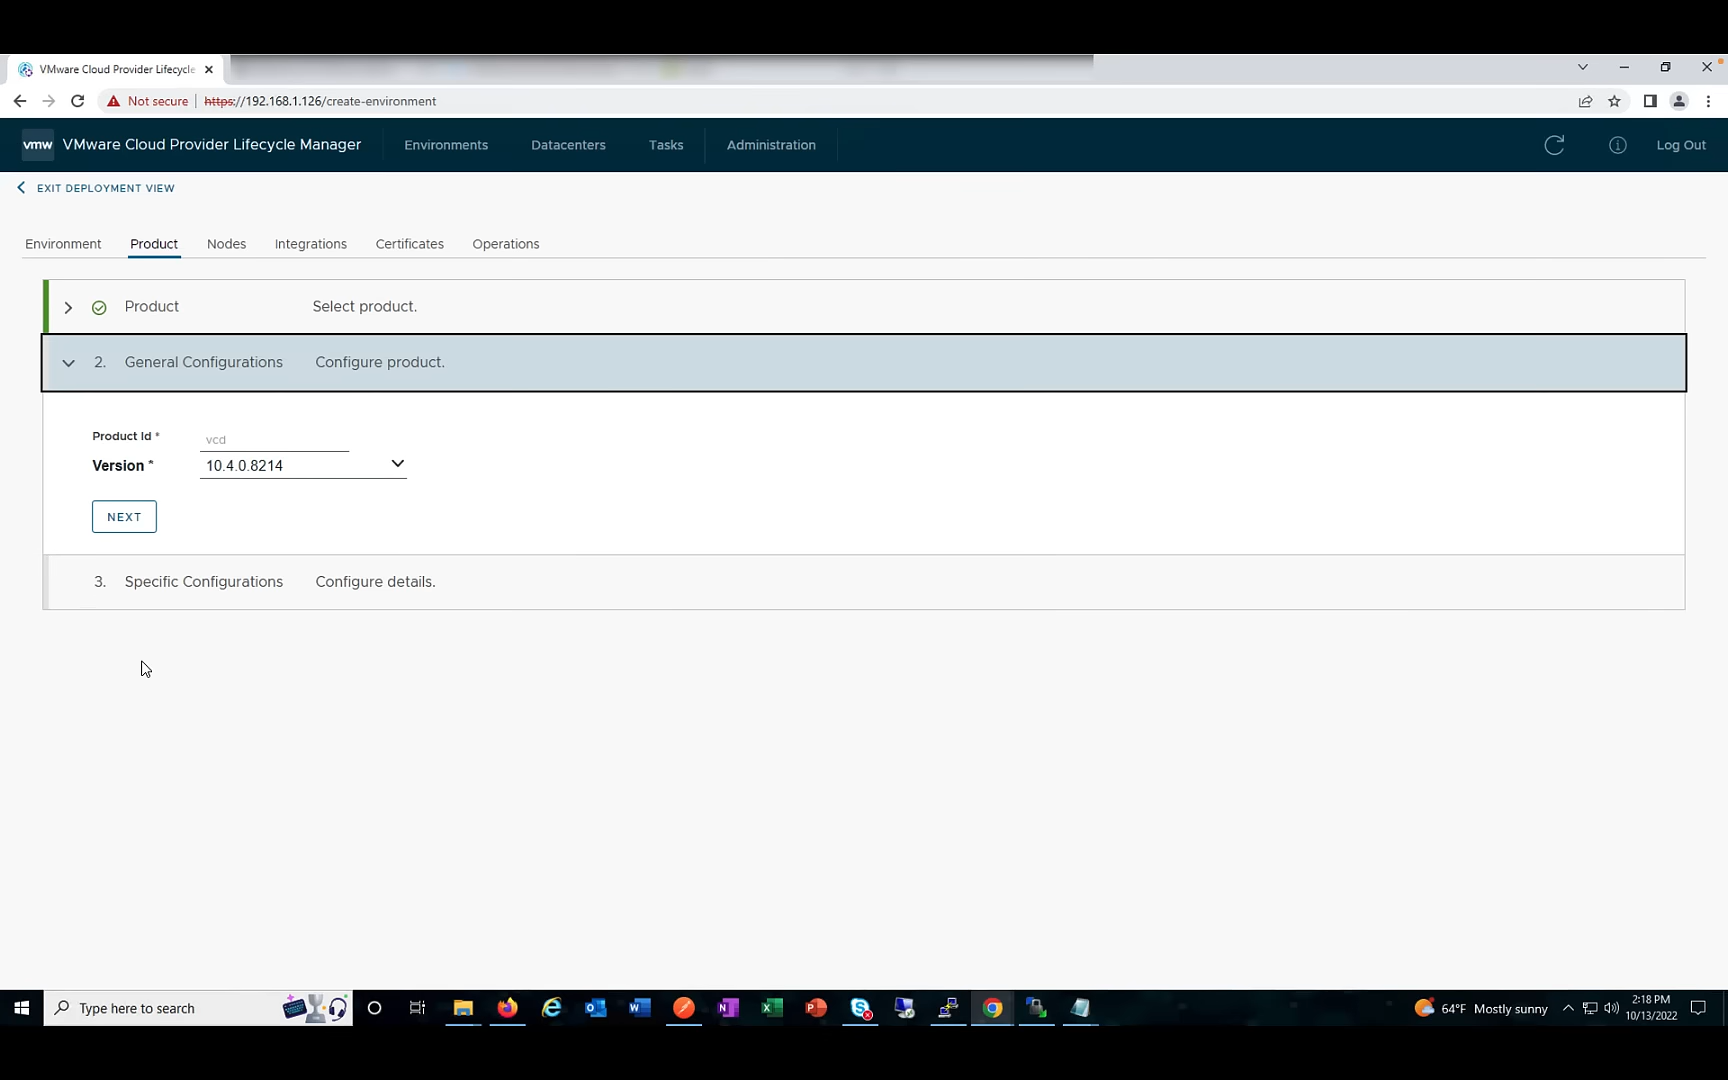 VMware Cloud Provider Lifecycle
Not secure
https://192.168.1.126/create-environment
vmw VMware Cloud Provider Lifecycle Manager Environments Datacenters Tasks Administration Log Out
EXIT DEPLOYMENT VIEW
Environment Product Nodes Integrations Certificates Operations
Product Select product.
2. General Configurations Configure product.
Product Id * vcd
Version * 10.4.0.8214
NEXT
3. Specific Configurations Configure details.
Type here to search
64°F Mostly sunny
2:18 PM
10/13/2022